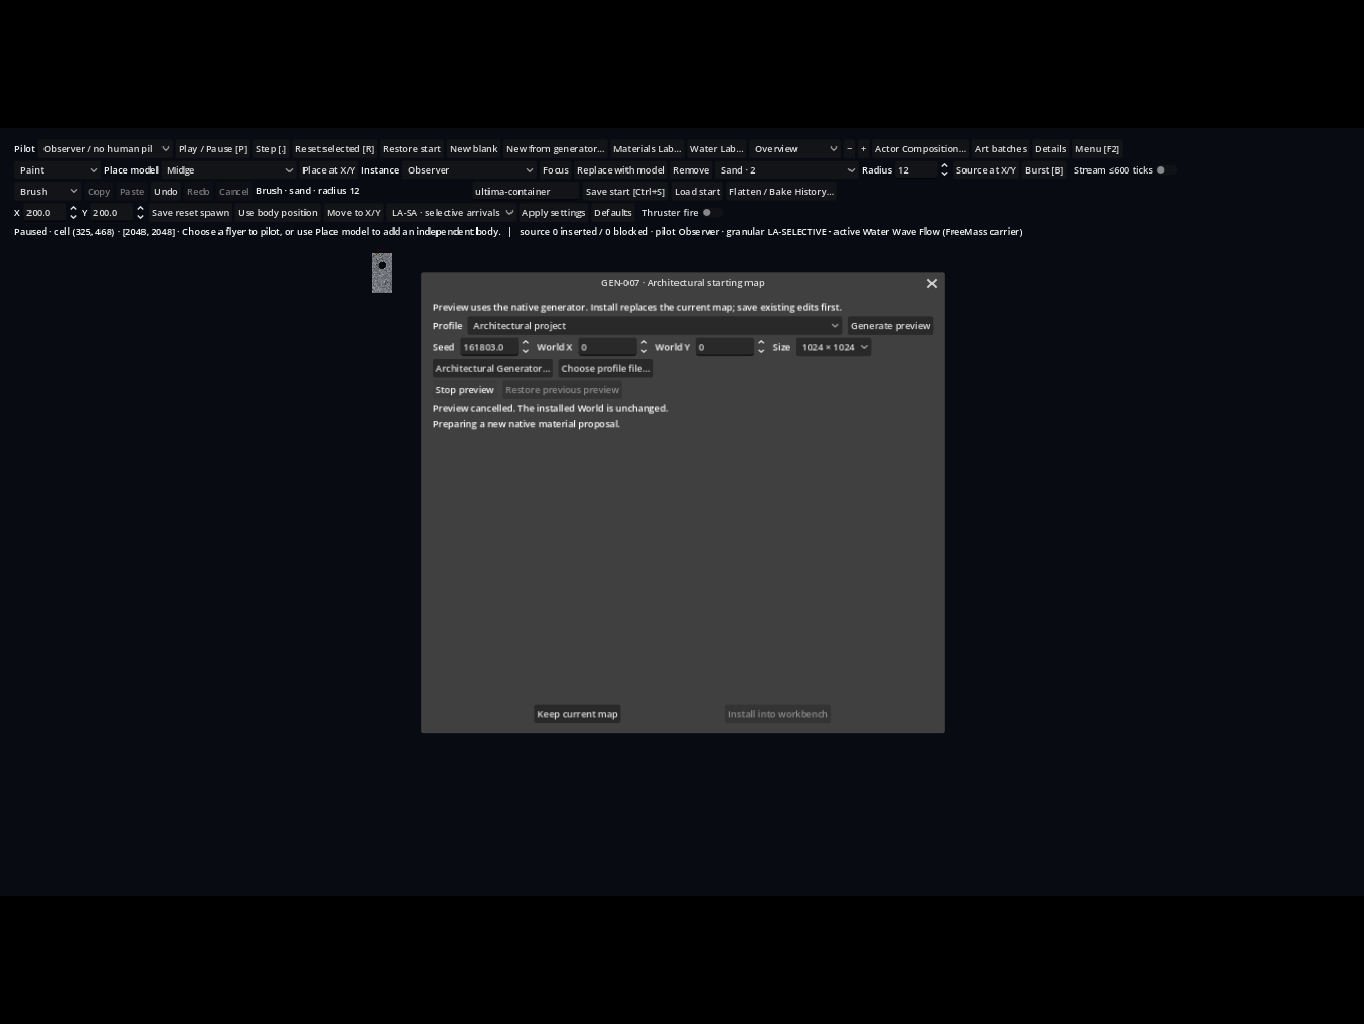 Pilot Observer / no human pil Play / Pause [P] Step [.] Reset selected [R] Restore start New blank New from generator... Materials Lab... Water Lab... Overview − + Actor Composition... Art batches Details Menu [F2]
Paint Place model Midge Place at X/Y Instance Observer Focus Replace with model Remove Sand · 2 Radius 12 Source at X/Y Burst [B] Stream ≤600 ticks
Brush Copy Paste Undo Redo Cancel Brush · sand · radius 12 ultima-container Save start [Ctrl+S] Load start Flatten / Bake History...
X 200.0 Y 200.0 Save reset spawn Use body position Move to X/Y LA-SA · selective arrivals Apply settings Defaults Thruster fire
Paused · cell (325, 468) · [2048, 2048] · Choose a flyer to pilot, or use Place model to add an independent body. | source 0 inserted / 0 blocked · pilot Observer · granular LA-SELECTIVE · active Water Wave Flow (FreeMass carrier)
GEN-007 · Architectural starting map
Preview uses the native generator. Install replaces the current map; save existing edits first.
Profile Architectural project Generate preview
Seed 161803.0 World X 0 World Y 0 Size 1024 × 1024
Architectural Generator... Choose profile file...
Stop preview Restore previous preview
Preview cancelled. The installed World is unchanged.
Preparing a new native material proposal.
Keep current map Install into workbench